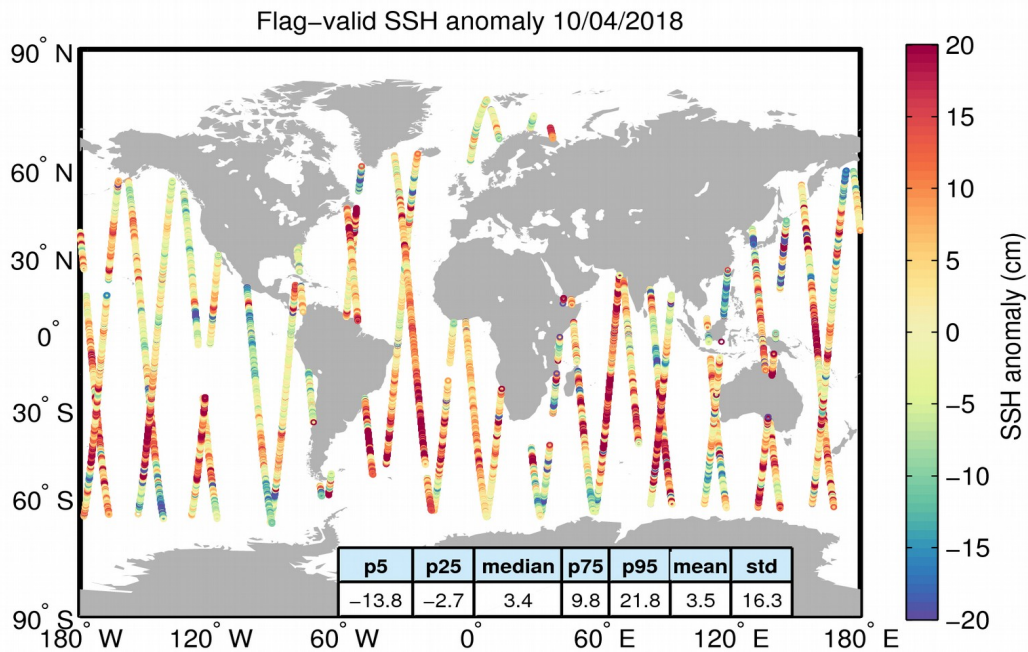 Flag−valid SSH anomaly 10/04/2018
90° N
60° N
30° N
0°
30° S
60° S
90° S
180° W
120° W
60° W
0°
60° E
120° E
180° E
p5 p25 median p75 p95 mean std
−13.8 −2.7 3.4 9.8 21.8 3.5 16.3
20
15
10
5
0
−5
−10
−15
−20
SSH anomaly (cm)